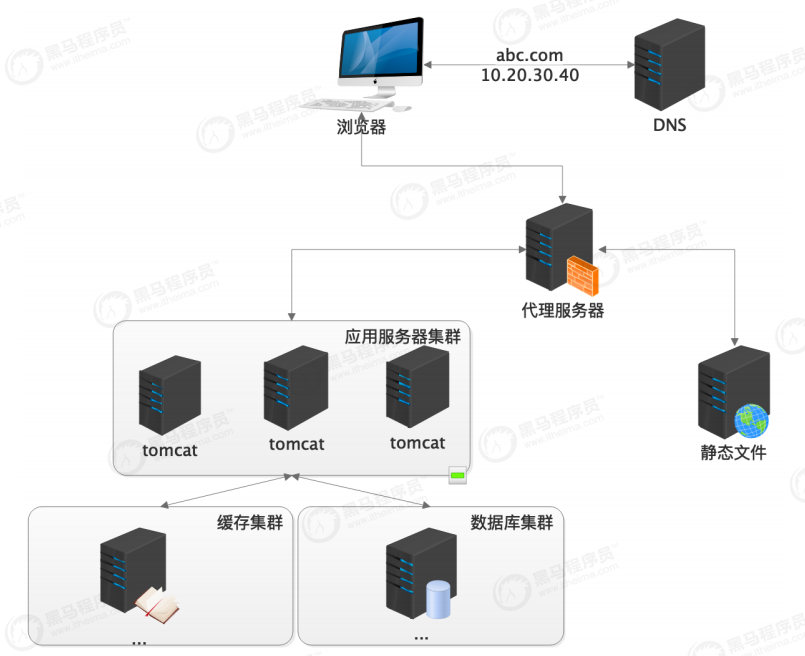 abc.com
10.20.30.40
浏览器
DNS
代理服务器
应用服务器集群
tomcat
tomcat
tomcat
静态文件
缓存集群
...
数据库集群
...
黑马程序员™
www.itheima.com